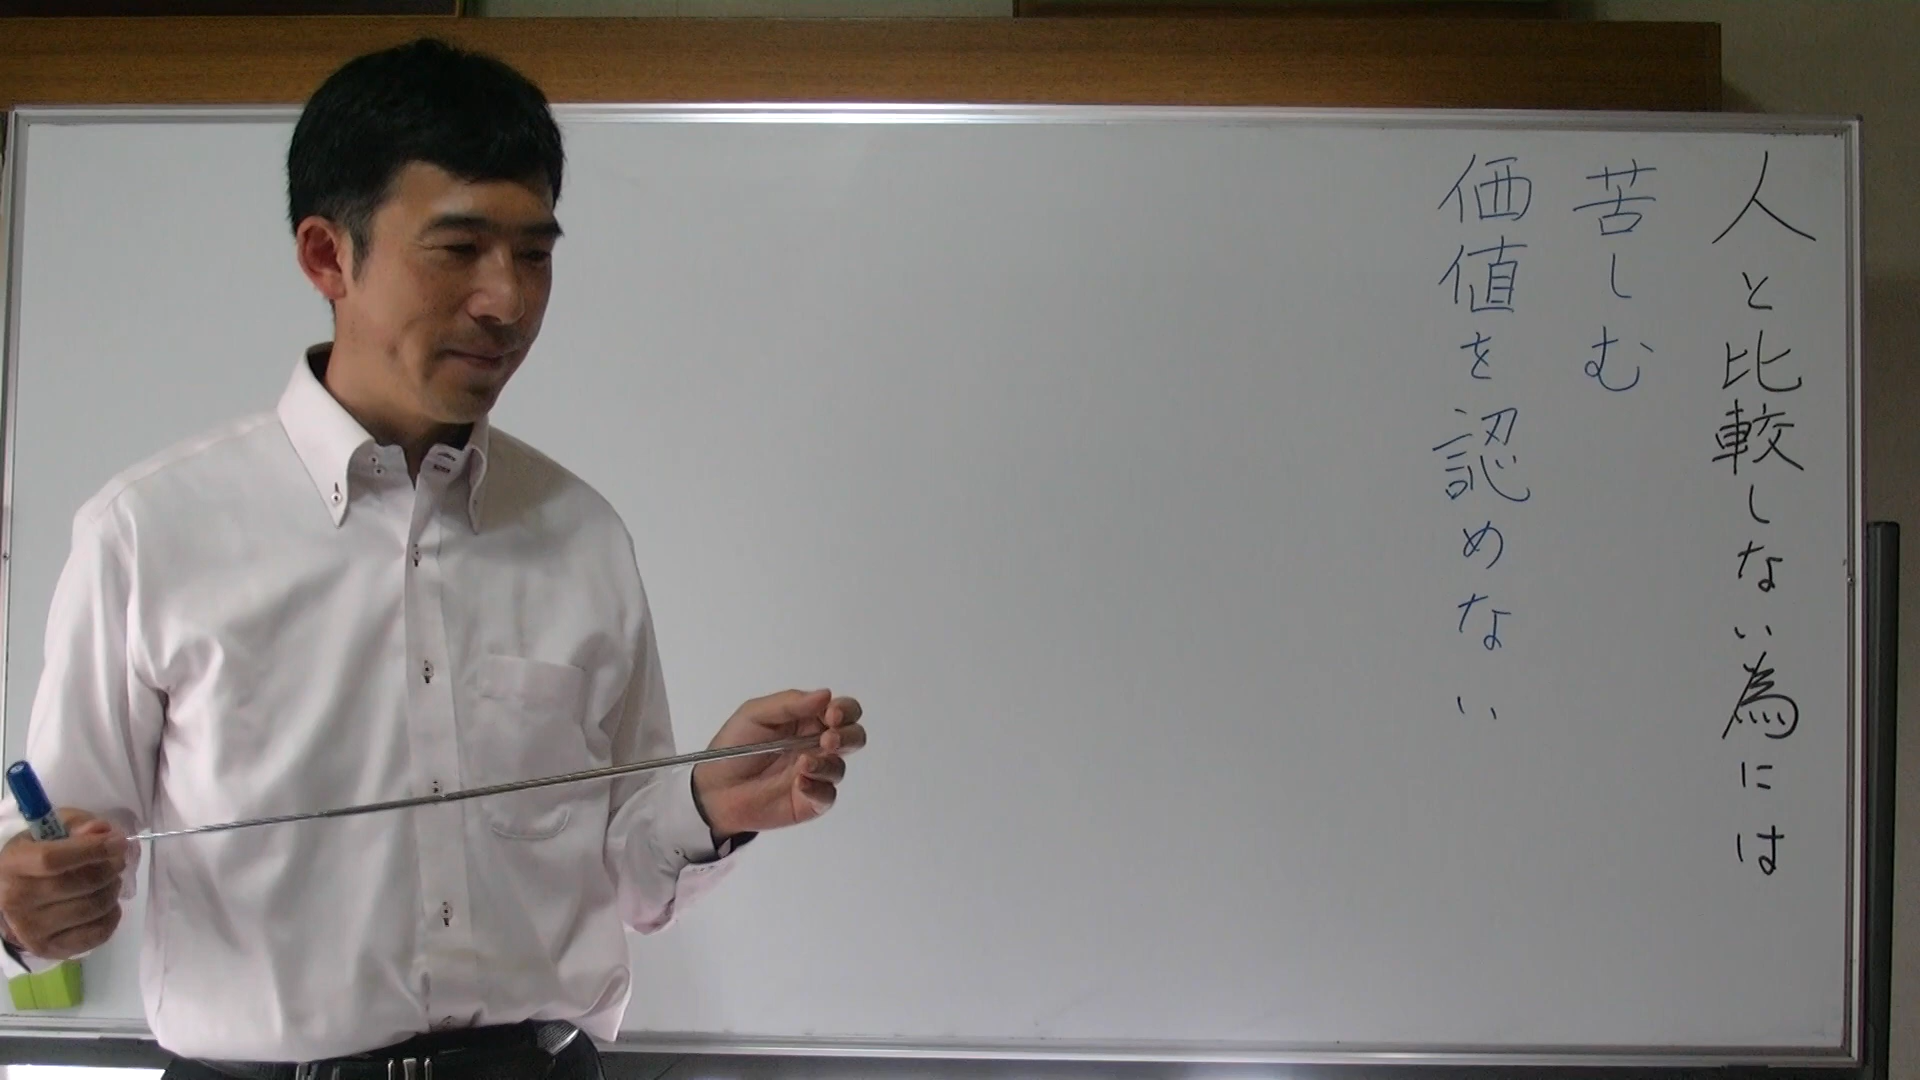 人と比較しない為には
苦しむ
価値を認めない